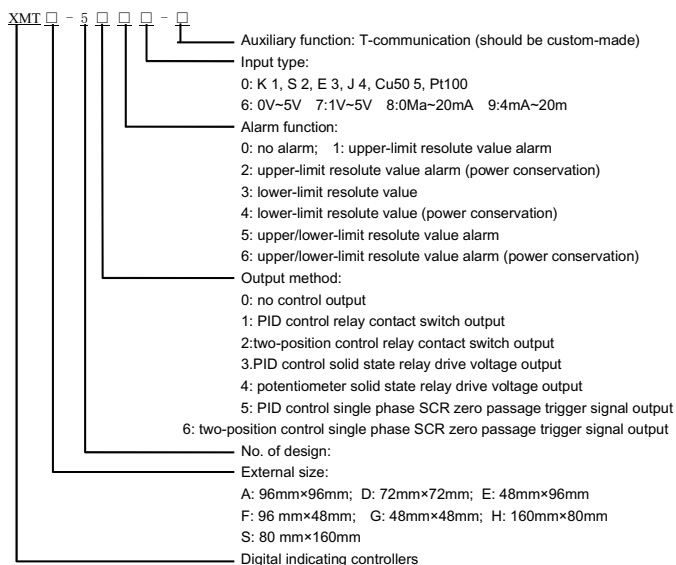 XMT □ - 5 □ □ □ - □
Auxiliary function: T-communication (should be custom-made)
Input type:
0: K 1, S 2, E 3, J 4, Cu50 5, Pt100
6: 0V~5V 7:1V~5V 8:0Ma~20mA 9:4mA~20m
Alarm function:
0: no alarm; 1: upper-limit resolute value alarm
2: upper-limit resolute value alarm (power conservation)
3: lower-limit resolute value
4: lower-limit resolute value (power conservation)
5: upper/lower-limit resolute value alarm
6: upper/lower-limit resolute value alarm (power conservation)
Output method:
0: no control output
1: PID control relay contact switch output
2:two-position control relay contact switch output
3.PID control solid state relay drive voltage output
4: potentiometer solid state relay drive voltage output
5: PID control single phase SCR zero passage trigger signal output
6: two-position control single phase SCR zero passage trigger signal output
No. of design:
External size:
A: 96mm×96mm; D: 72mm×72mm; E: 48mm×96mm
F: 96 mm×48mm; G: 48mm×48mm; H: 160mm×80mm
S: 80 mm×160mm
Digital indicating controllers